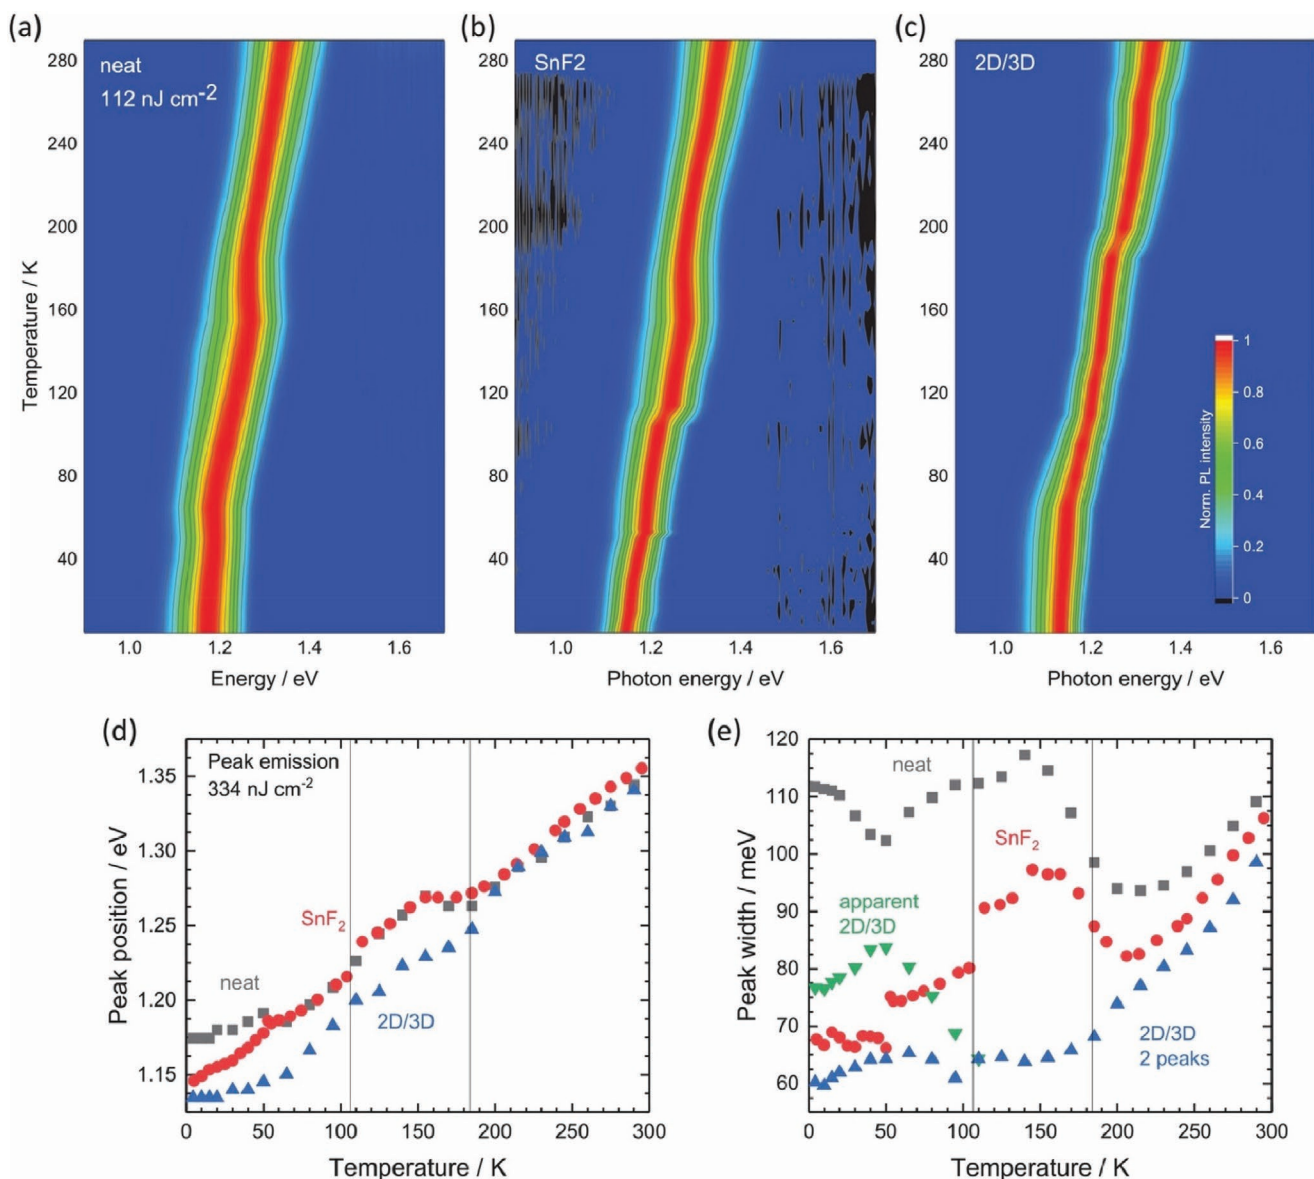 (a)
(b)
(c)
neat
112 nJ cm-2
SnF2
2D/3D
280
240
200
160
120
80
40
Temperature / K
280
240
200
160
120
80
40
280
240
200
160
120
80
40
1
0.8
0.6
0.4
0.2
0
Norm. PL intensity
1.0 1.2 1.4 1.6
Energy / eV
1.0 1.2 1.4 1.6
Photon energy / eV
1.0 1.2 1.4 1.6
Photon energy / eV
(d)
Peak emission
334 nJ cm-2
1.35
1.30
1.25
1.20
1.15
Peak position / eV
SnF2
neat
2D/3D
0 50 100 150 200 250 300
Temperature / K
(e)
120
110
100
90
80
70
60
Peak width / meV
neat
SnF2
apparent
2D/3D
2D/3D
2 peaks
0 50 100 150 200 250 300
Temperature / K